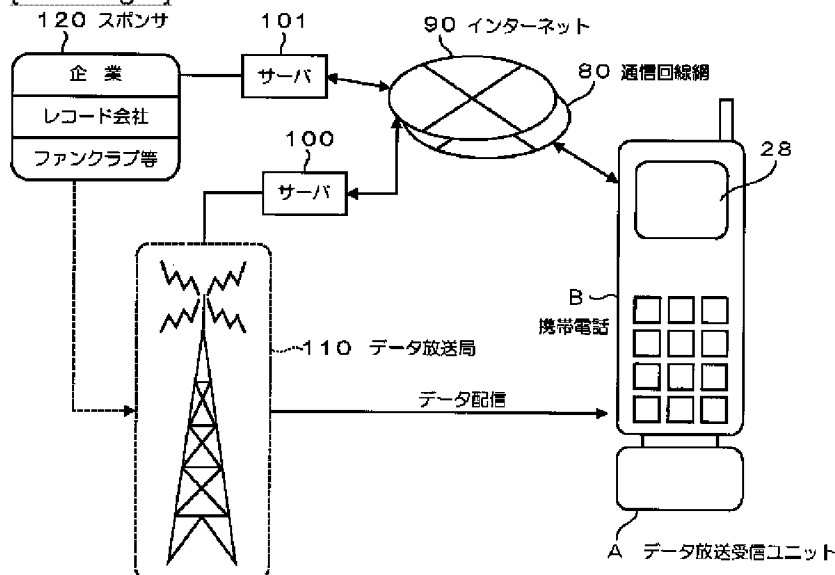 120 スポンサ
101
90 インターネット
企業
サーバ
80 通信回線網
レコード会社
ファンクラブ等
100
サーバ
28
B
携帯電話
110 データ放送局
データ配信
A データ放送受信ユニット